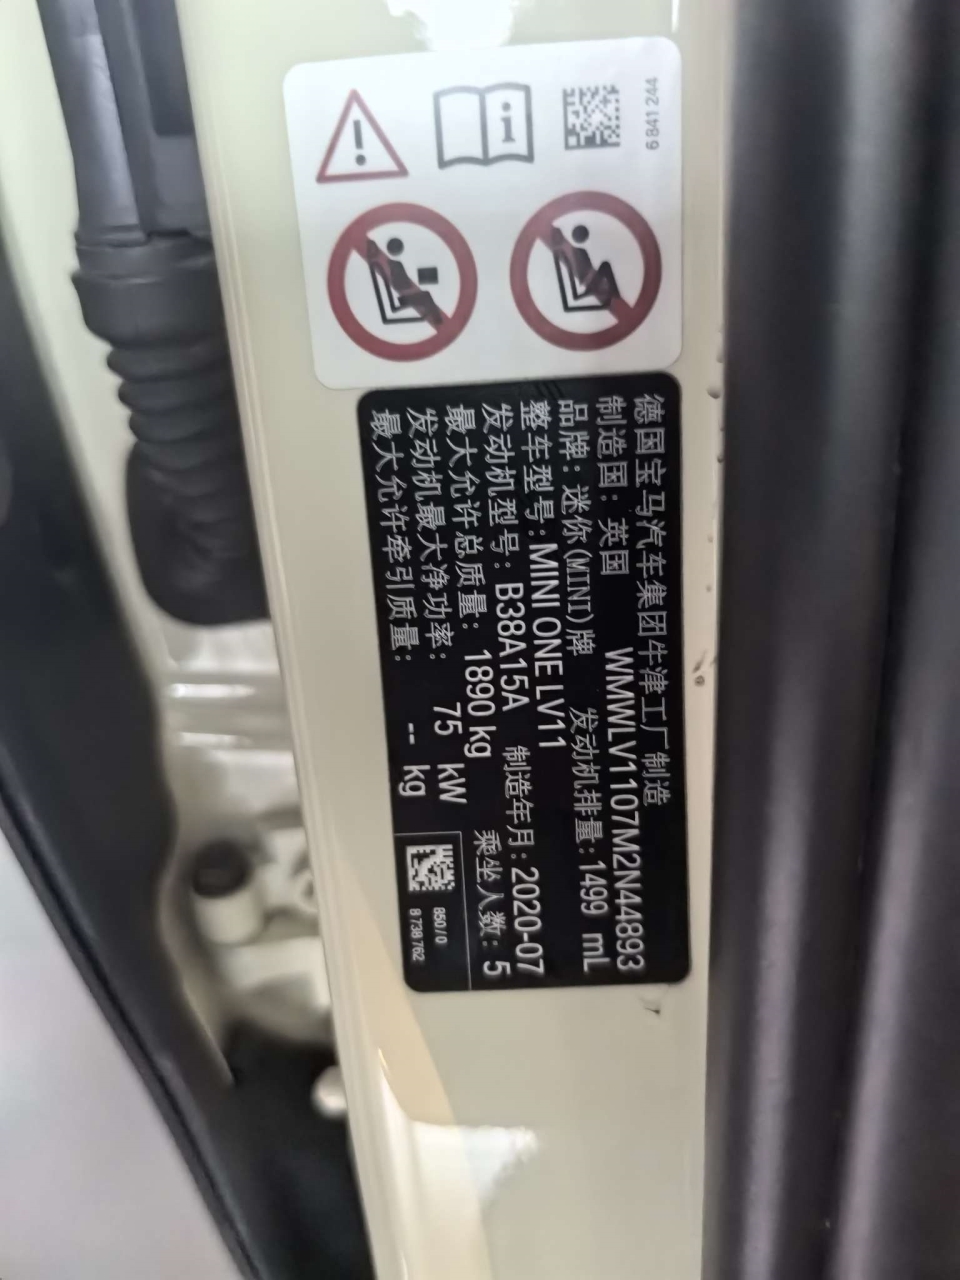 6 841 244
德国宝马汽车集团牛津工厂制造
制造国: 英国 WMWLV1107M2N44893
品牌: 迷你(MINI)牌 发动机排量: 1499 mL
整车型号: MINI ONE LV11
发动机型号: B38A15A 制造年月: 2020-07
最大允许总质量: 1890 kg 乘坐人数: 5
发动机最大净功率: 75 kW
最大允许牵引质量: -- kg
850/0
8 738 762